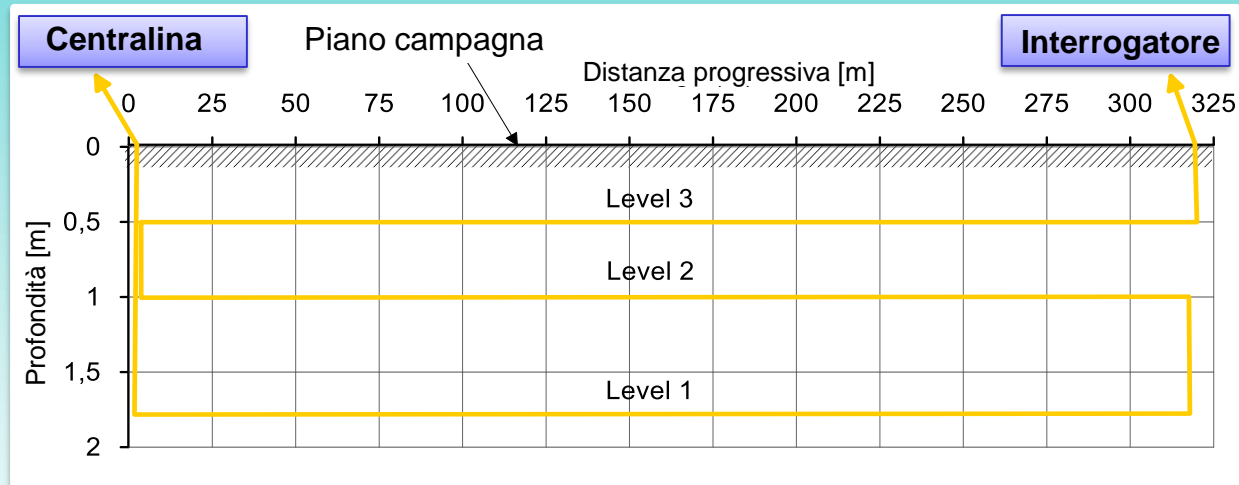 Centralina
Piano campagna
Interrogatore
Distanza progressiva [m]
0 25 50 75 100 125 150 175 200 225 250 275 300 325
Profondità [m]
0
Level 3
0,5
Level 2
1
1,5
Level 1
2